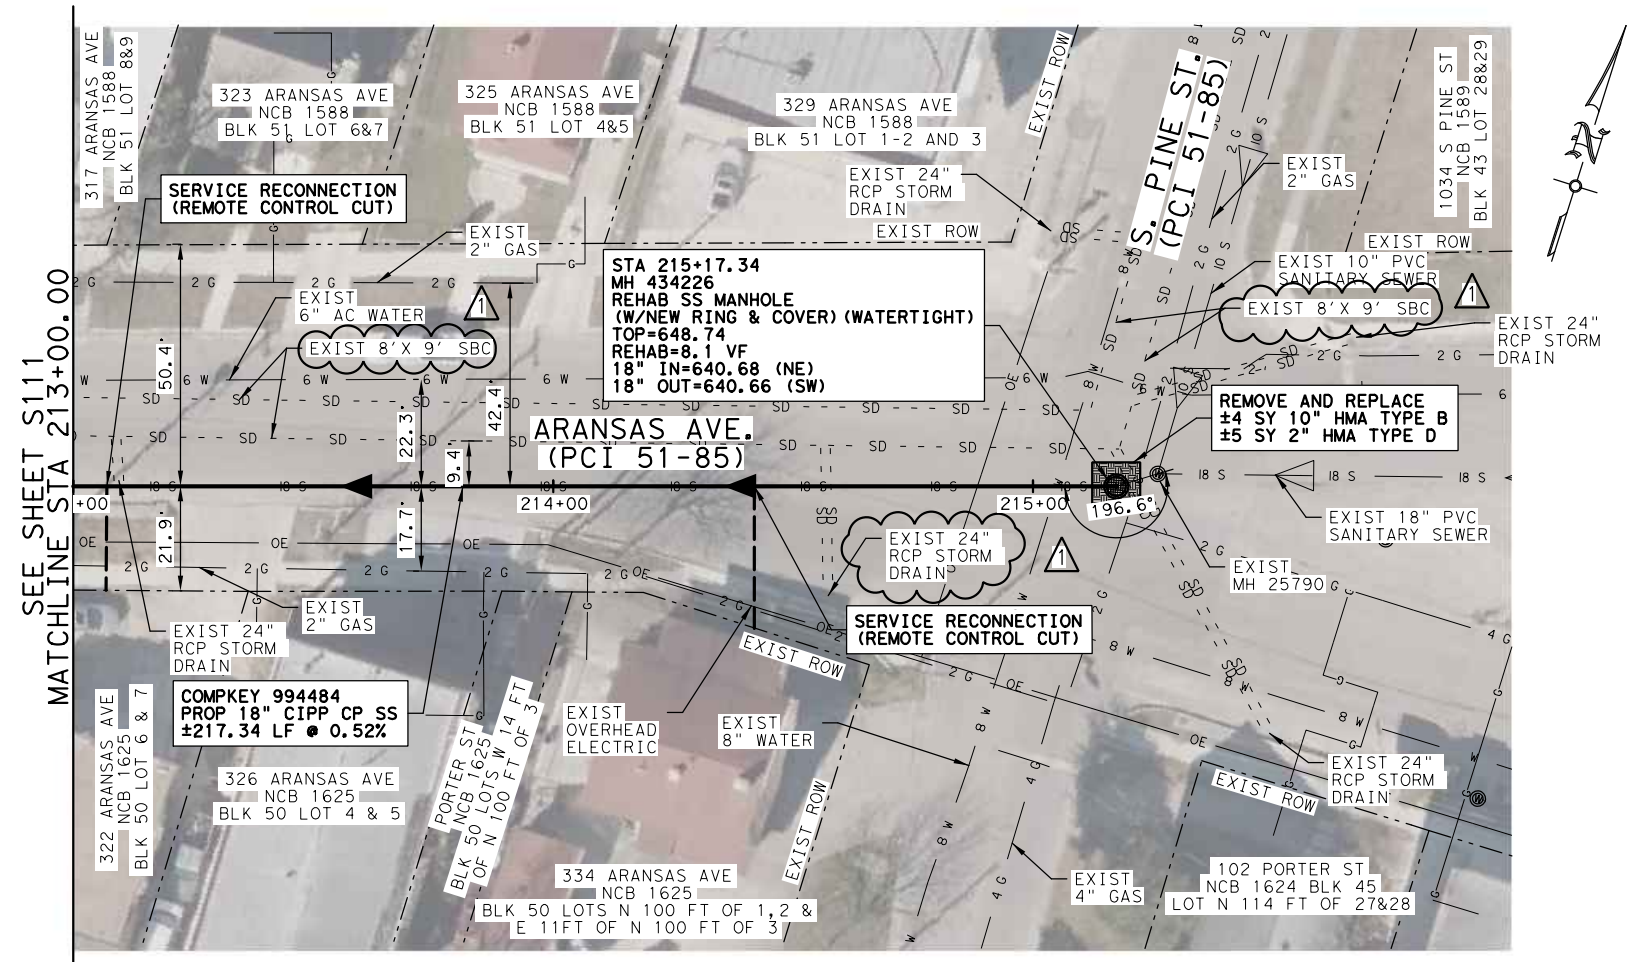 SEE SHEET S111
MATCHLINE STA 213+00.00
317 ARANSAS AVE
NCB 1588
BLK 51 LOT 8&9
323 ARANSAS AVE
NCB 1588
BLK 51 LOT 6&7
325 ARANSAS AVE
NCB 1588
BLK 51 LOT 4&5
329 ARANSAS AVE
NCB 1588
BLK 51 LOT 1-2 AND 3
EXIST ROW
S. PINE ST.
(PCI 51-85)
1034 S PINE ST
NCB 1589
BLK 43 LOT 28&29
N
SERVICE RECONNECTION
(REMOTE CONTROL CUT)
EXIST 24"
RCP STORM
DRAIN
EXIST
2" GAS
EXIST ROW
EXIST ROW
EXIST
2" GAS
EXIST
6" AC WATER
1
EXIST 8'X 9' SBC
STA 215+17.34
MH 434226
REHAB SS MANHOLE
(W/NEW RING & COVER) (WATERTIGHT)
TOP=648.74
REHAB=8.1 VF
18" IN=640.68 (NE)
18" OUT=640.66 (SW)
EXIST 10" PVC
SANITARY SEWER
EXIST 8'X 9' SBC
1
EXIST 24"
RCP STORM
DRAIN
REMOVE AND REPLACE
±4 SY 10" HMA TYPE B
±5 SY 2" HMA TYPE D
50.4'
22.3'
42.4'
9.4'
21.9'
17.7'
ARANSAS AVE.
(PCI 51-85)
+00
214+00
215+00
196.6°
EXIST 18" PVC
SANITARY SEWER
EXIST
MH 25790
EXIST 24"
RCP STORM
DRAIN
1
EXIST
2" GAS
EXIST 24"
RCP STORM
DRAIN
SERVICE RECONNECTION
(REMOTE CONTROL CUT)
EXIST ROW
COMPKEY 994484
PROP 18" CIPP CP SS
±217.34 LF @ 0.52%
322 ARANSAS AVE
NCB 1625
BLK 50 LOT 6 & 7
326 ARANSAS AVE
NCB 1625
BLK 50 LOT 4 & 5
PORTER ST
NCB 1625
BLK 50 LOTS W 14 FT
OF N 100 FT OF 3
EXIST
OVERHEAD
ELECTRIC
EXIST
8" WATER
EXIST ROW
334 ARANSAS AVE
NCB 1625
BLK 50 LOTS N 100 FT OF 1,2 &
E 11FT OF N 100 FT OF 3
EXIST
4" GAS
EXIST ROW
EXIST 24"
RCP STORM
DRAIN
102 PORTER ST
NCB 1624 BLK 45
LOT N 114 FT OF 27&28